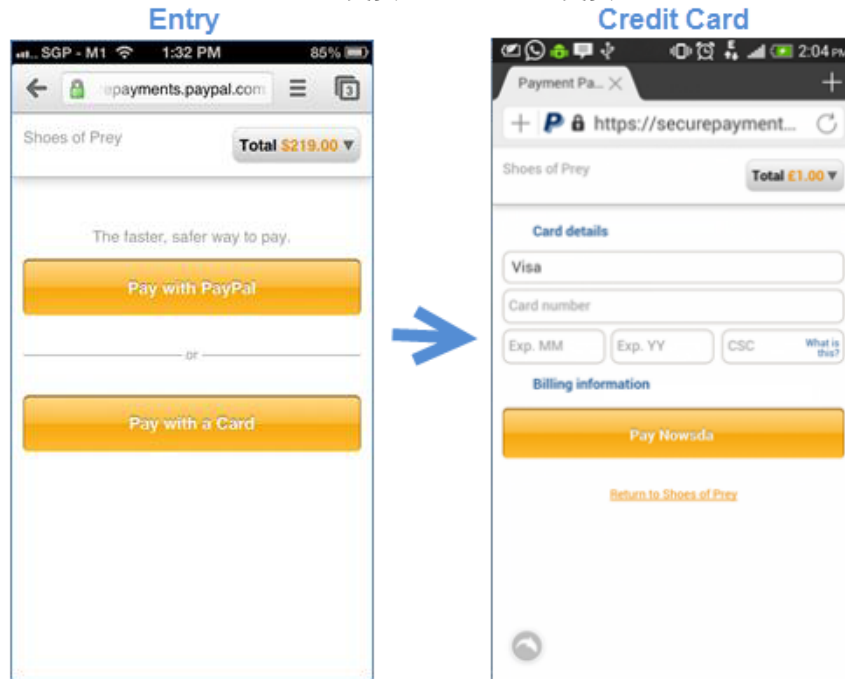 Entry
SGP - M1 1:32 PM 85%
epayments.paypal.com 3
Shoes of Prey
Total $219.00 ▼
The faster, safer way to pay.
Pay with PayPal
or
Pay with a Card
Credit Card
2:04 PM
Payment Pa...
https://securepayment...
Shoes of Prey
Total £1.00 ▼
Card details
Visa
Card number
Exp. MM Exp. YY CSC What is
this?
Billing information
Pay Nowsda
Return to Shoes of Prey